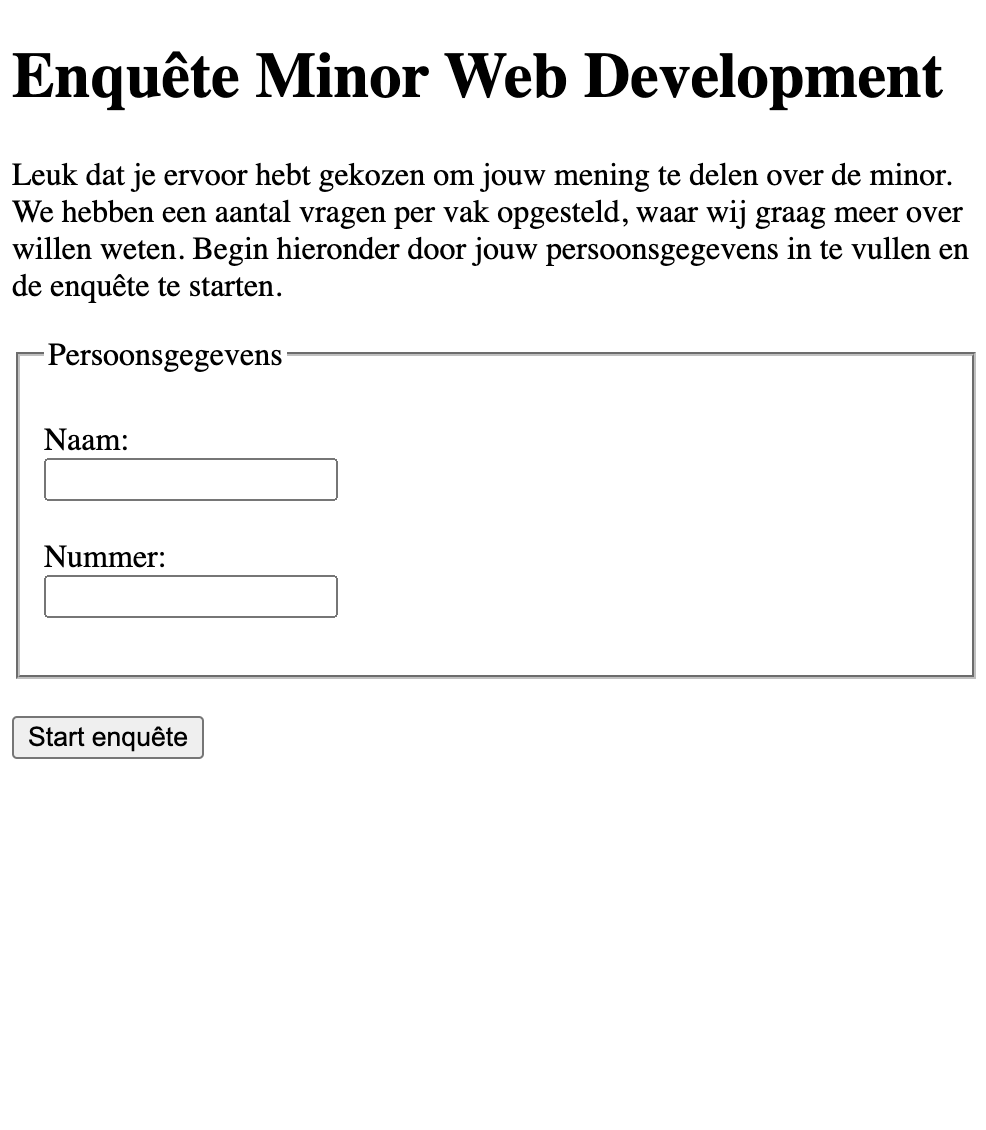 Enquête Minor Web Development
Leuk dat je ervoor hebt gekozen om jouw mening te delen over de minor.
We hebben een aantal vragen per vak opgesteld, waar wij graag meer over
willen weten. Begin hieronder door jouw persoonsgegevens in te vullen en
de enquête te starten.
Persoonsgegevens
Naam:
Nummer:
Start enquête